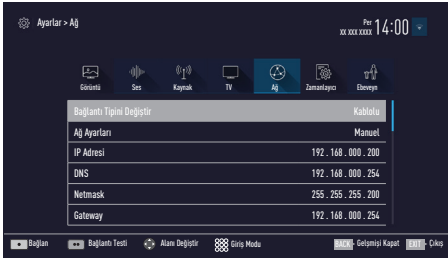 Ayarlar > Ağ
Per
xx xxx xxxx 14:00
Görüntü Ses Kaynak TV Ağ Zamanlayıcı Ebeveyn
Bağlantı Tipini Değiştir Kablolu
Ağ Ayarları Manuel
IP Adresi 192 . 168 . 000 . 200
DNS 192 . 168 . 000 . 254
Netmask 255 . 255 . 255 . 200
Gateway 192 . 168 . 000 . 254
Bağlan Bağlantı Testi Alanı Değiştir Giriş Modu BACK - Gelşmişi Kapat EXIT - Çıkış